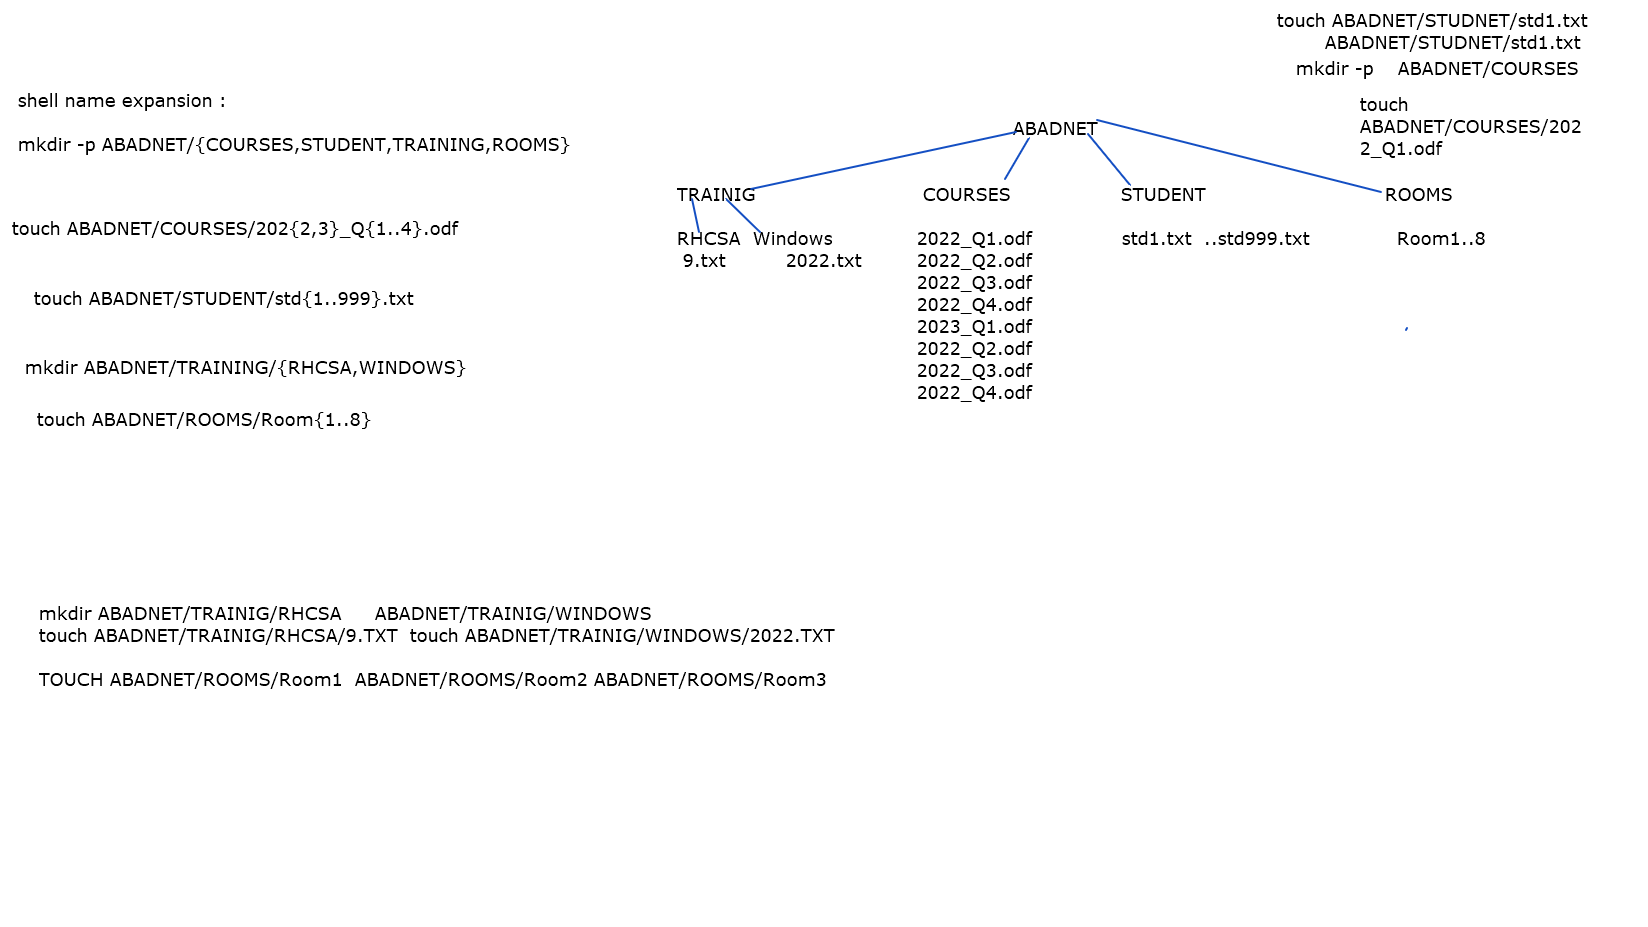 touch ABADNET/STUDNET/std1.txt
ABADNET/STUDNET/std1.txt
mkdir -p    ABADNET/COURSES
touch
ABADNET/COURSES/202
2_Q1.odf
shell name expansion :
mkdir -p ABADNET/{COURSES,STUDENT,TRAINING,ROOMS}
touch ABADNET/COURSES/202{2,3}_Q{1..4}.odf
touch ABADNET/STUDENT/std{1..999}.txt
mkdir ABADNET/TRAINING/{RHCSA,WINDOWS}
touch ABADNET/ROOMS/Room{1..8}
ABADNET
TRAINIG
RHCSA  Windows
9.txt          2022.txt
COURSES
2022_Q1.odf
2022_Q2.odf
2022_Q3.odf
2022_Q4.odf
2023_Q1.odf
2022_Q2.odf
2022_Q3.odf
2022_Q4.odf
STUDENT
std1.txt  ..std999.txt
ROOMS
Room1..8
mkdir ABADNET/TRAINIG/RHCSA      ABADNET/TRAINIG/WINDOWS
touch ABADNET/TRAINIG/RHCSA/9.TXT  touch ABADNET/TRAINIG/WINDOWS/2022.TXT
TOUCH ABADNET/ROOMS/Room1  ABADNET/ROOMS/Room2 ABADNET/ROOMS/Room3